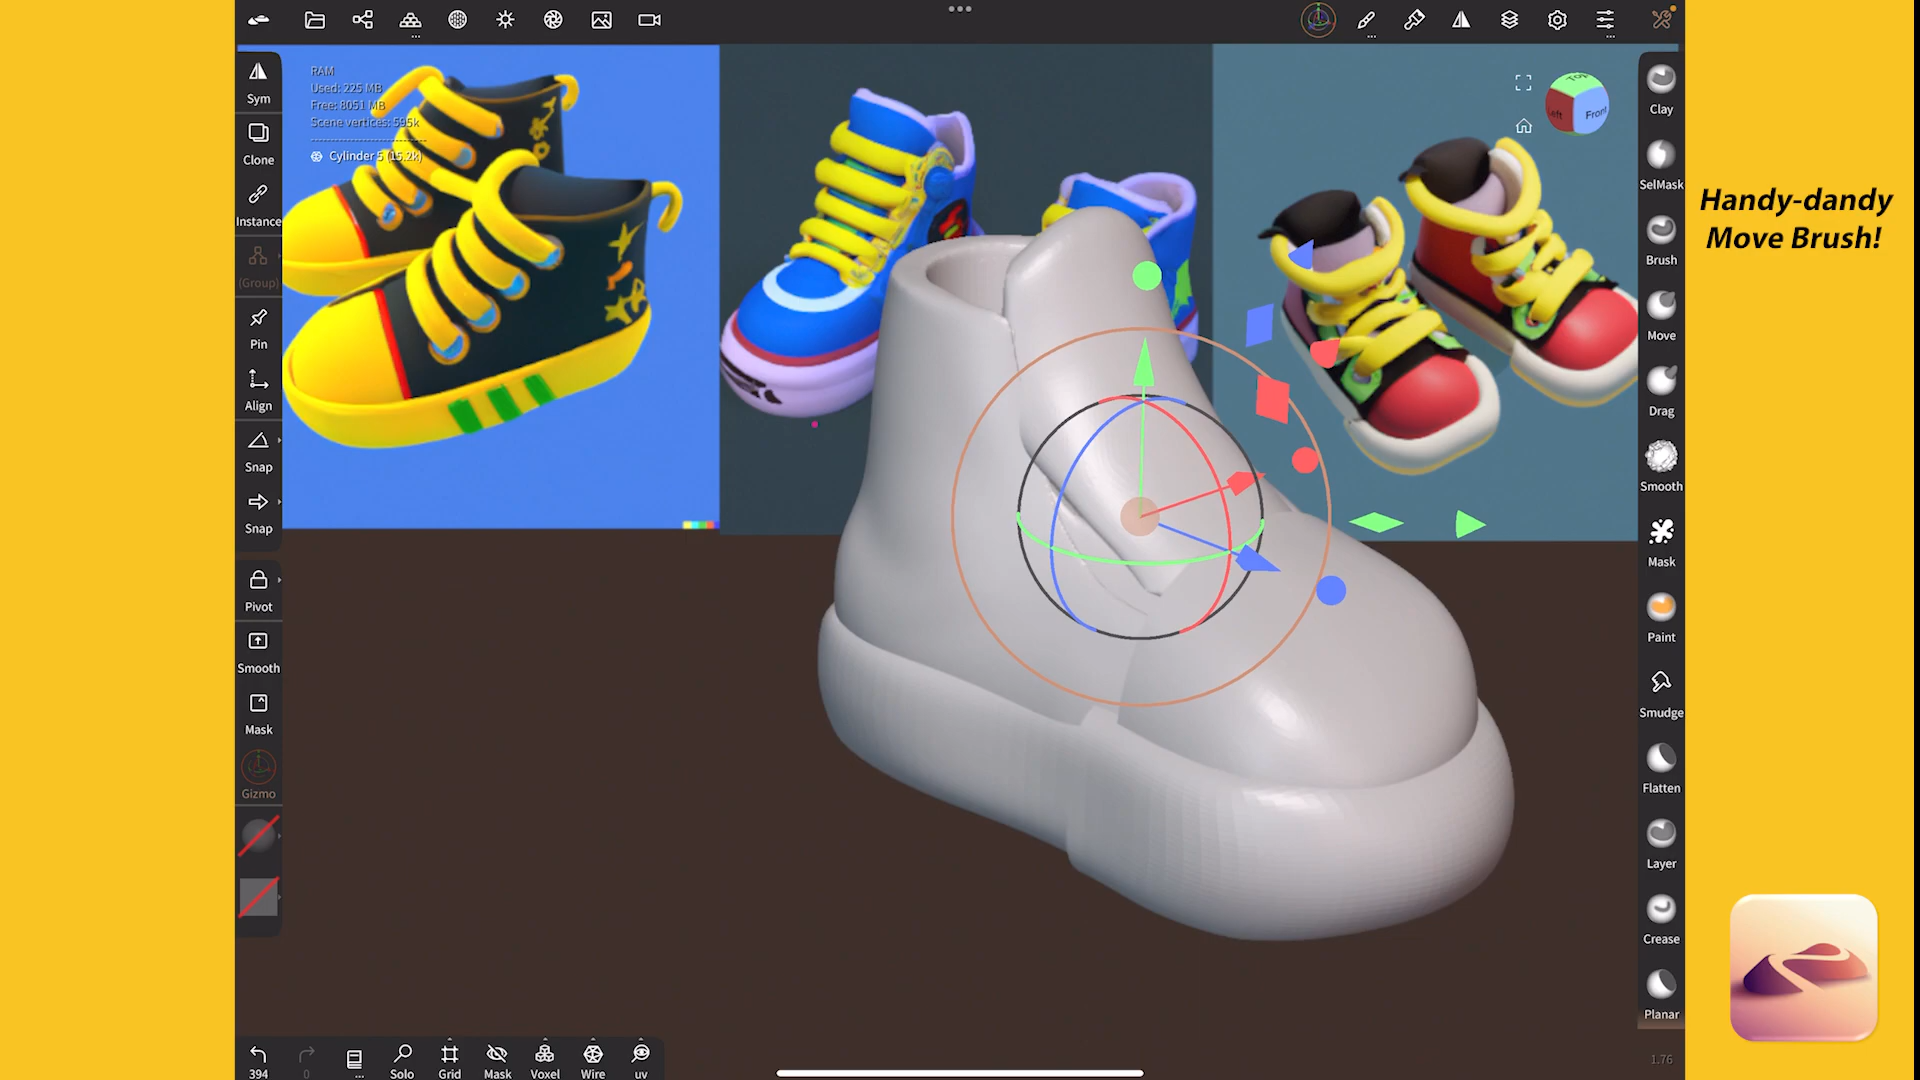 RAM
Used: 225 MB
Free: 8051 MB
Scene vertices: 595k
Cylinder 5 (15.2k)
Sym
Clone
Instance
(Group)
Pin
Align
Snap
Snap
Pivot
Smooth
Mask
Gizmo
394
0
Solo
Grid
Mask
Voxel
Wire
uv
Top
Left
Front
Clay
SelMask
Brush
Move
Drag
Smooth
Mask
Paint
Smudge
Flatten
Layer
Crease
Planar
1.76
Handy-dandy
Move Brush!